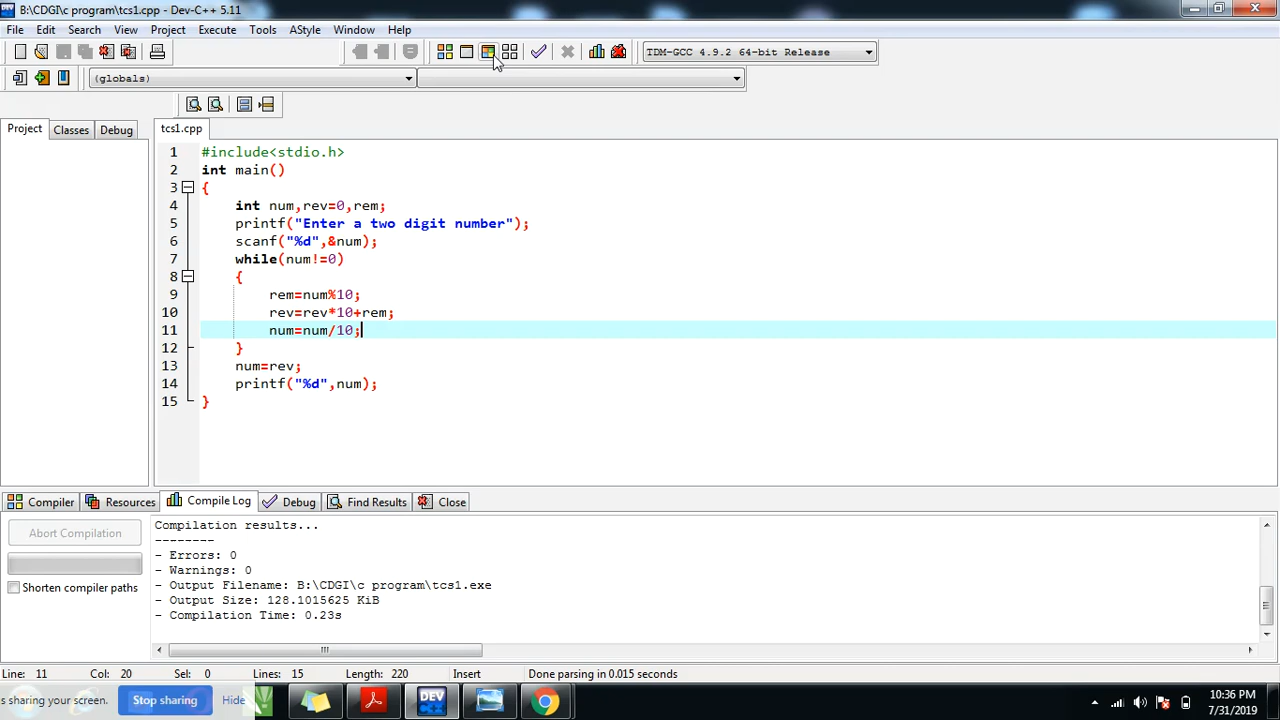 B:\CDGI\c program\tcs1.cpp - Dev-C++ 5.11
File Edit Search View Project Execute Tools AStyle Window Help
TDM-GCC 4.9.2 64-bit Release
(globals)
Project Classes Debug
tcs1.cpp
1 #include<stdio.h>
2 int main()
3 {
4 int num,rev=0,rem;
5 printf("Enter a two digit number");
6 scanf("%d",&num);
7 while(num!=0)
8 {
9 rem=num%10;
10 rev=rev*10+rem;
11 num=num/10;
12 }
13 num=rev;
14 printf("%d",num);
15 }
Compiler Resources Compile Log Debug Find Results Close
Abort Compilation
Shorten compiler paths
Compilation results...
--------
- Errors: 0
- Warnings: 0
- Output Filename: B:\CDGI\c program\tcs1.exe
- Output Size: 128.1015625 KiB
- Compilation Time: 0.23s
Line: 11 Col: 20 Sel: 0 Lines: 15 Length: 220 Insert Done parsing in 0.015 seconds
s sharing your screen. Stop sharing Hide
DEV C++
10:36 PM
7/31/2019